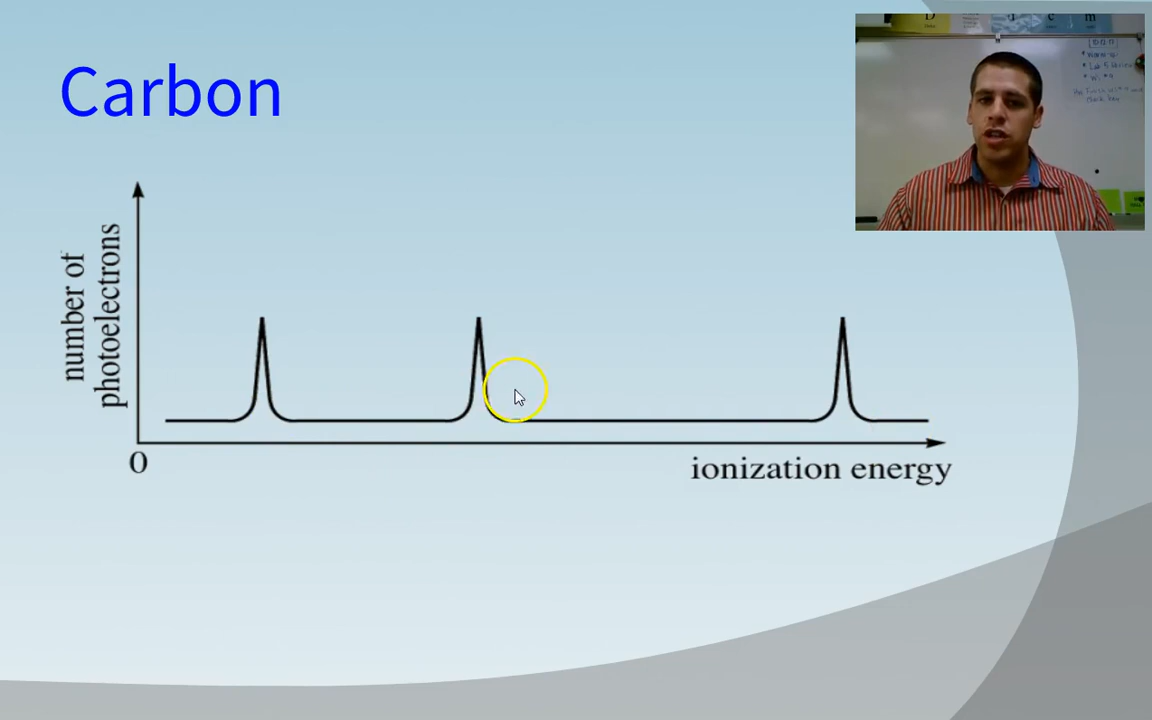 Carbon
number of
photoelectrons
0
ionization energy